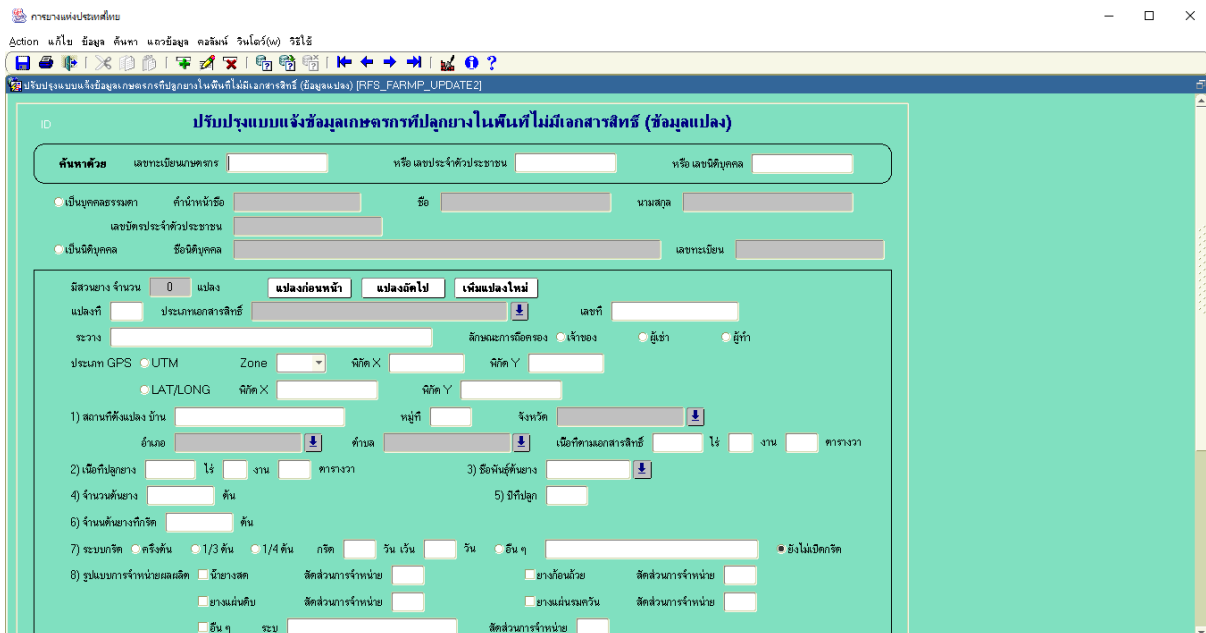 การยางแห่งประเทศไทย
Action แก้ไข ข้อมูล ค้นหา แถวข้อมูล คอลัมน์ วินโดว์(w) วิธีใช้
ปรับปรุงแบบแจ้งข้อมูลเกษตรกรที่ปลูกยางในพื้นที่ไม่มีเอกสารสิทธิ์ (ข้อมูลแปลง) [RFS_FARMP_UPDATE2]
ID ปรับปรุงแบบแจ้งข้อมูลเกษตรกรที่ปลูกยางในพื้นที่ไม่มีเอกสารสิทธิ์ (ข้อมูลแปลง)
ค้นหาด้วย เลขทะเบียนเกษตรกร หรือ เลขประจำตัวประชาชน หรือ เลขนิติบุคคล
เป็นบุคคลธรรมดา คำนำหน้าชื่อ ชื่อ นามสกุล
เลขบัตรประจำตัวประชาชน
เป็นนิติบุคคล ชื่อนิติบุคคล เลขทะเบียน
มีสวนยาง จำนวน 0 แปลง แปลงก่อนหน้า แปลงถัดไป เพิ่มแปลงใหม่
แปลงที่ ประเภทเอกสารสิทธิ์ เลขที่
ระวาง ลักษณะการถือครอง เจ้าของ ผู้เช่า ผู้ทำ
ประเภท GPS UTM Zone พิกัด X พิกัด Y
LAT/LONG พิกัด X พิกัด Y
1) สถานที่ตั้งแปลง บ้าน หมู่ที่ จังหวัด
อำเภอ ตำบล เนื้อที่ตามเอกสารสิทธิ์ ไร่ งาน ตารางวา
2) เนื้อที่ปลูกยาง ไร่ งาน ตารางวา 3) ชื่อพันธุ์ต้นยาง
4) จำนวนต้นยาง ต้น 5) ปีที่ปลูก
6) จำนนต้นยางที่กรีด ต้น
7) ระบบกรีด ครึ่งต้น 1/3 ต้น 1/4 ต้น กรีด วัน เว้น วัน อื่น ๆ ยังไม่เปิดกรีด
8) รูปแบบการจำหน่ายผลผลิต น้ำยางสด สัดส่วนการจำหน่าย ยางก้อนถ้วย สัดส่วนการจำหน่าย
ยางแผ่นดิบ สัดส่วนการจำหน่าย ยางแผ่นรมควัน สัดส่วนการจำหน่าย
อื่น ๆ ระบุ สัดส่วนการจำหน่าย